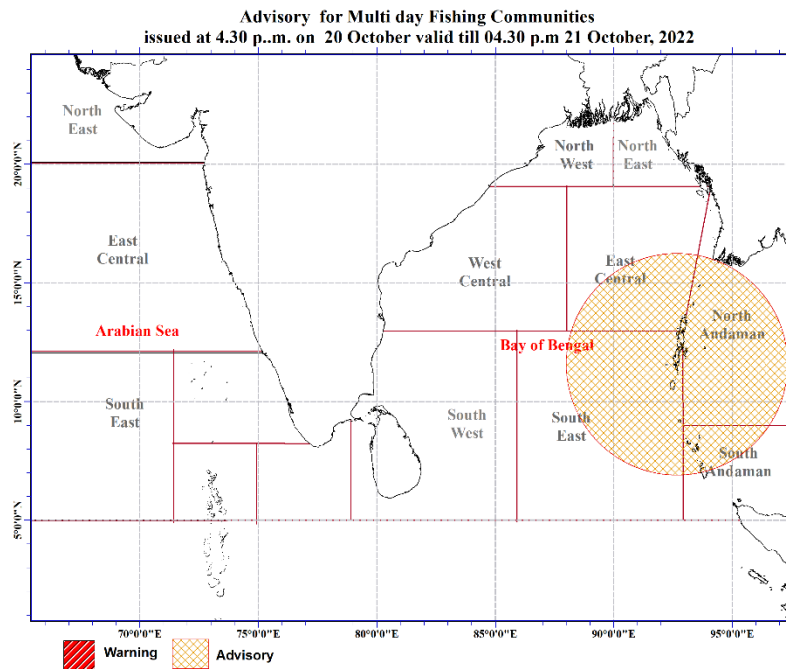 Advisory for Multi day Fishing Communities
issued at 4.30 p..m. on 20 October valid till 04.30 p.m 21 October, 2022
North
East
North
West
North
East
East
Central
West
Central
East
Central
Arabian Sea
Bay of Bengal
North
Andaman
South
East
South
West
South
East
South
Andaman
20°0'0"N
15°0'0"N
10°0'0"N
5°0'0"N
70°0'0"E
75°0'0"E
80°0'0"E
85°0'0"E
90°0'0"E
95°0'0"E
Warning
Advisory